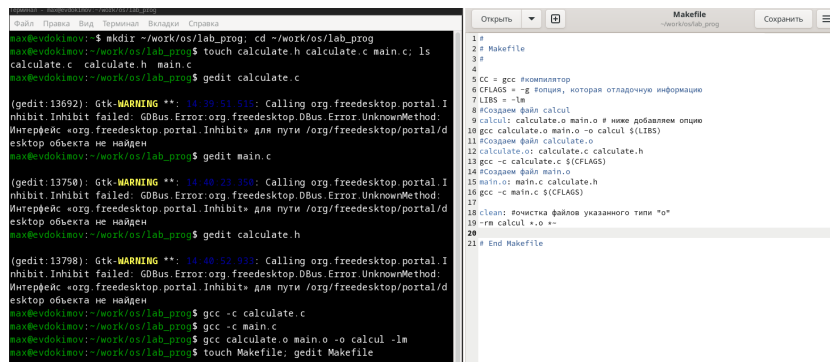 Терминал - max@evdokimov:~/work/os/lab_prog
Файл Правка Вид Терминал Вкладки Справка
max@evdokimov:~$ mkdir ~/work/os/lab_prog; cd ~/work/os/lab_prog
max@evdokimov:~/work/os/lab_prog$ touch calculate.h calculate.c main.c; ls
calculate.c calculate.h main.c
max@evdokimov:~/work/os/lab_prog$ gedit calculate.c
(gedit:13692): Gtk-WARNING **: : Calling org.freedesktop.portal.I
nhibit.Inhibit failed: GDBus.Error:org.freedesktop.DBus.Error.UnknownMethod:
Интерфейс «org.freedesktop.portal.Inhibit» для пути /org/freedesktop/portal/d
esktop объекта не найден
max@evdokimov:~/work/os/lab_prog$ gedit main.c
(gedit:13750): Gtk-WARNING **: : Calling org.freedesktop.portal.I
nhibit.Inhibit failed: GDBus.Error:org.freedesktop.DBus.Error.UnknownMethod:
Интерфейс «org.freedesktop.portal.Inhibit» для пути /org/freedesktop/portal/d
esktop объекта не найден
max@evdokimov:~/work/os/lab_prog$ gedit calculate.h
(gedit:13798): Gtk-WARNING **: : Calling org.freedesktop.portal.I
nhibit.Inhibit failed: GDBus.Error:org.freedesktop.DBus.Error.UnknownMethod:
Интерфейс «org.freedesktop.portal.Inhibit» для пути /org/freedesktop/portal/d
esktop объекта не найден
max@evdokimov:~/work/os/lab_prog$ gcc -c calculate.c
max@evdokimov:~/work/os/lab_prog$ gcc -c main.c
max@evdokimov:~/work/os/lab_prog$ gcc calculate.o main.o -o calcul -lm
max@evdokimov:~/work/os/lab_prog$ touch Makefile; gedit Makefile
Открыть Makefile Сохранить
~/work/os/lab_prog
1 #
2 # Makefile
3 #
4
5 CC = gcc #компилятор
6 CFLAGS = -g #опция, которая отладочную информацию
7 LIBS = -lm
8 #Создаем файл calcul
9 calcul: calculate.o main.o # ниже добавляем опцию
10 gcc calculate.o main.o -o calcul $(LIBS)
11 #Создаем файл calculate.o
12 calculate.o: calculate.c calculate.h
13 gcc -c calculate.c $(CFLAGS)
14 #Создаем файл main.o
15 main.o: main.c calculate.h
16 gcc -c main.c $(CFLAGS)
17
18 clean: #очистка файлов указанного типи "o"
19 -rm calcul *.o *~
20
21 # End Makefile